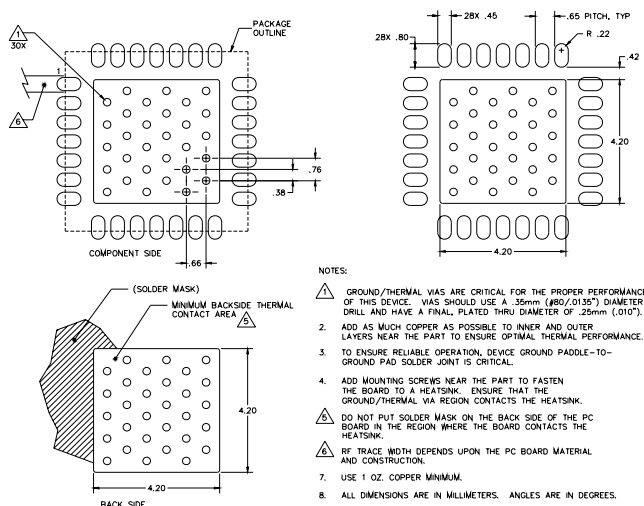 1
30X
PACKAGE
OUTLINE
1
6
.76
.38
.66
COMPONENT SIDE
28X .45
.65 PITCH, TYP
28X .80
R .22
.42
4.20
4.20
(SOLDER MASK)
MINIMUM BACKSIDE THERMAL
CONTACT AREA 5
4.20
4.20
BACK SIDE
NOTES:
1 GROUND/THERMAL VIAS ARE CRITICAL FOR THE PROPER PERFORMANCE
OF THIS DEVICE. VIAS SHOULD USE A .35mm (#80/.0135") DIAMETER
DRILL AND HAVE A FINAL, PLATED THRU DIAMETER OF .25mm (.010").
2. ADD AS MUCH COPPER AS POSSIBLE TO INNER AND OUTER
LAYERS NEAR THE PART TO ENSURE OPTIMAL THERMAL PERFORMANCE.
3. TO ENSURE RELIABLE OPERATION, DEVICE GROUND PADDLE-TO-
GROUND PAD SOLDER JOINT IS CRITICAL.
4. ADD MOUNTING SCREWS NEAR THE PART TO FASTEN
THE BOARD TO A HEATSINK. ENSURE THAT THE
GROUND/THERMAL VIA REGION CONTACTS THE HEATSINK.
5 DO NOT PUT SOLDER MASK ON THE BACK SIDE OF THE PC
BOARD IN THE REGION WHERE THE BOARD CONTACTS THE
HEATSINK.
6 RF TRACE WIDTH DEPENDS UPON THE PC BOARD MATERIAL
AND CONSTRUCTION.
7. USE 1 OZ. COPPER MINIMUM.
8. ALL DIMENSIONS ARE IN MILLIMETERS. ANGLES ARE IN DEGREES.